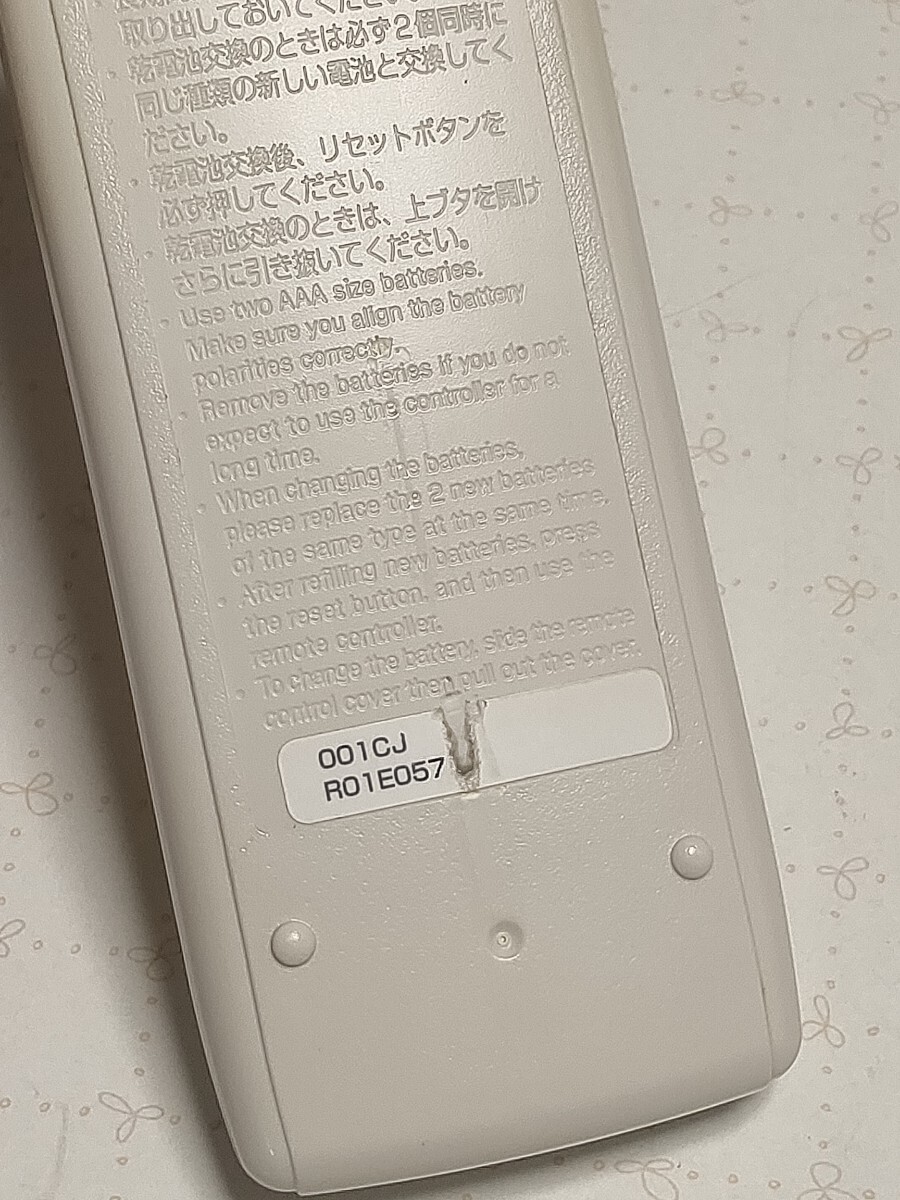 取り出しておいてください。
・乾電池交換のときは必ず2個同時に
同じ種類の新しい電池と交換してく
ださい。
・乾電池交換後、リセットボタンを
必ず押してください。
・乾電池交換のときは、上ブタを開け
さらに引き抜いてください。
・Use two AAA size batteries.
Make sure you align the battery
polarities correctly.
・Remove the batteries if you do not
expect to use the controller for a
long time.
・When changing the batteries,
please replace the 2 new batteries
of the same type at the same time.
・After refilling new batteries, press
the reset button, and then use the
remote controller.
・To change the battery, slide the remote
control cover then pull out the cover.
001CJ
R01E057